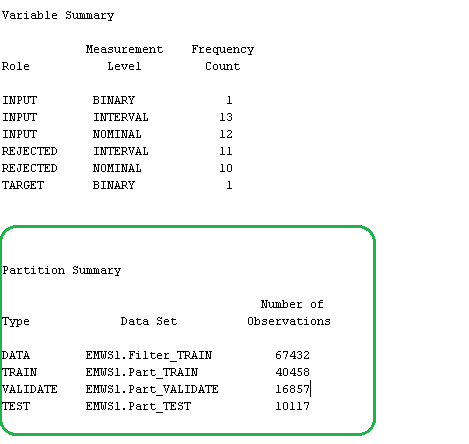 Variable Summary
Measurement Frequency
Role Level Count
INPUT BINARY 1
INPUT INTERVAL 13
INPUT NOMINAL 12
REJECTED INTERVAL 11
REJECTED NOMINAL 10
TARGET BINARY 1
Partition Summary
Number of
Type Data Set Observations
DATA EMWS1.Filter_TRAIN 67432
TRAIN EMWS1.Part_TRAIN 40458
VALIDATE EMWS1.Part_VALIDATE 16857
TEST EMWS1.Part_TEST 10117